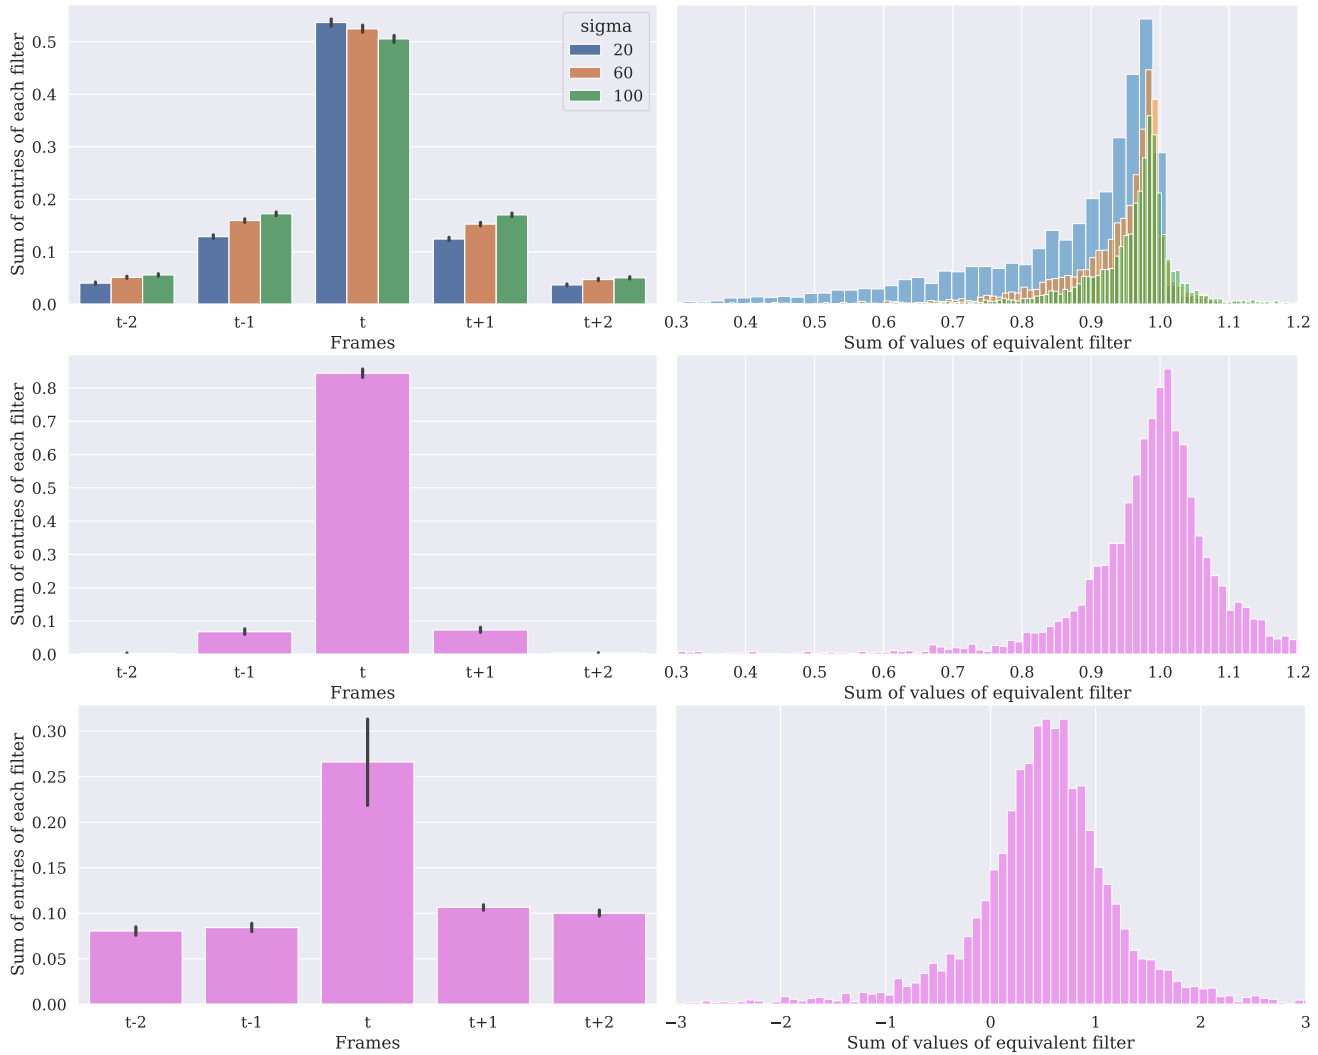 Sum of entries of each filter
0.5
0.4
0.3
0.2
0.1
0.0
sigma
20
60
100
t-2 t-1 t t+1 t+2
Frames
0.3 0.4 0.5 0.6 0.7 0.8 0.9 1.0 1.1 1.2
Sum of values of equivalent filter
Sum of entries of each filter
0.8
0.7
0.6
0.5
0.4
0.3
0.2
0.1
0.0
t-2 t-1 t t+1 t+2
Frames
0.3 0.4 0.5 0.6 0.7 0.8 0.9 1.0 1.1 1.2
Sum of values of equivalent filter
Sum of entries of each filter
0.30
0.25
0.20
0.15
0.10
0.05
0.00
t-2 t-1 t t+1 t+2
Frames
−3 −2 −1 0 1 2 3
Sum of values of equivalent filter